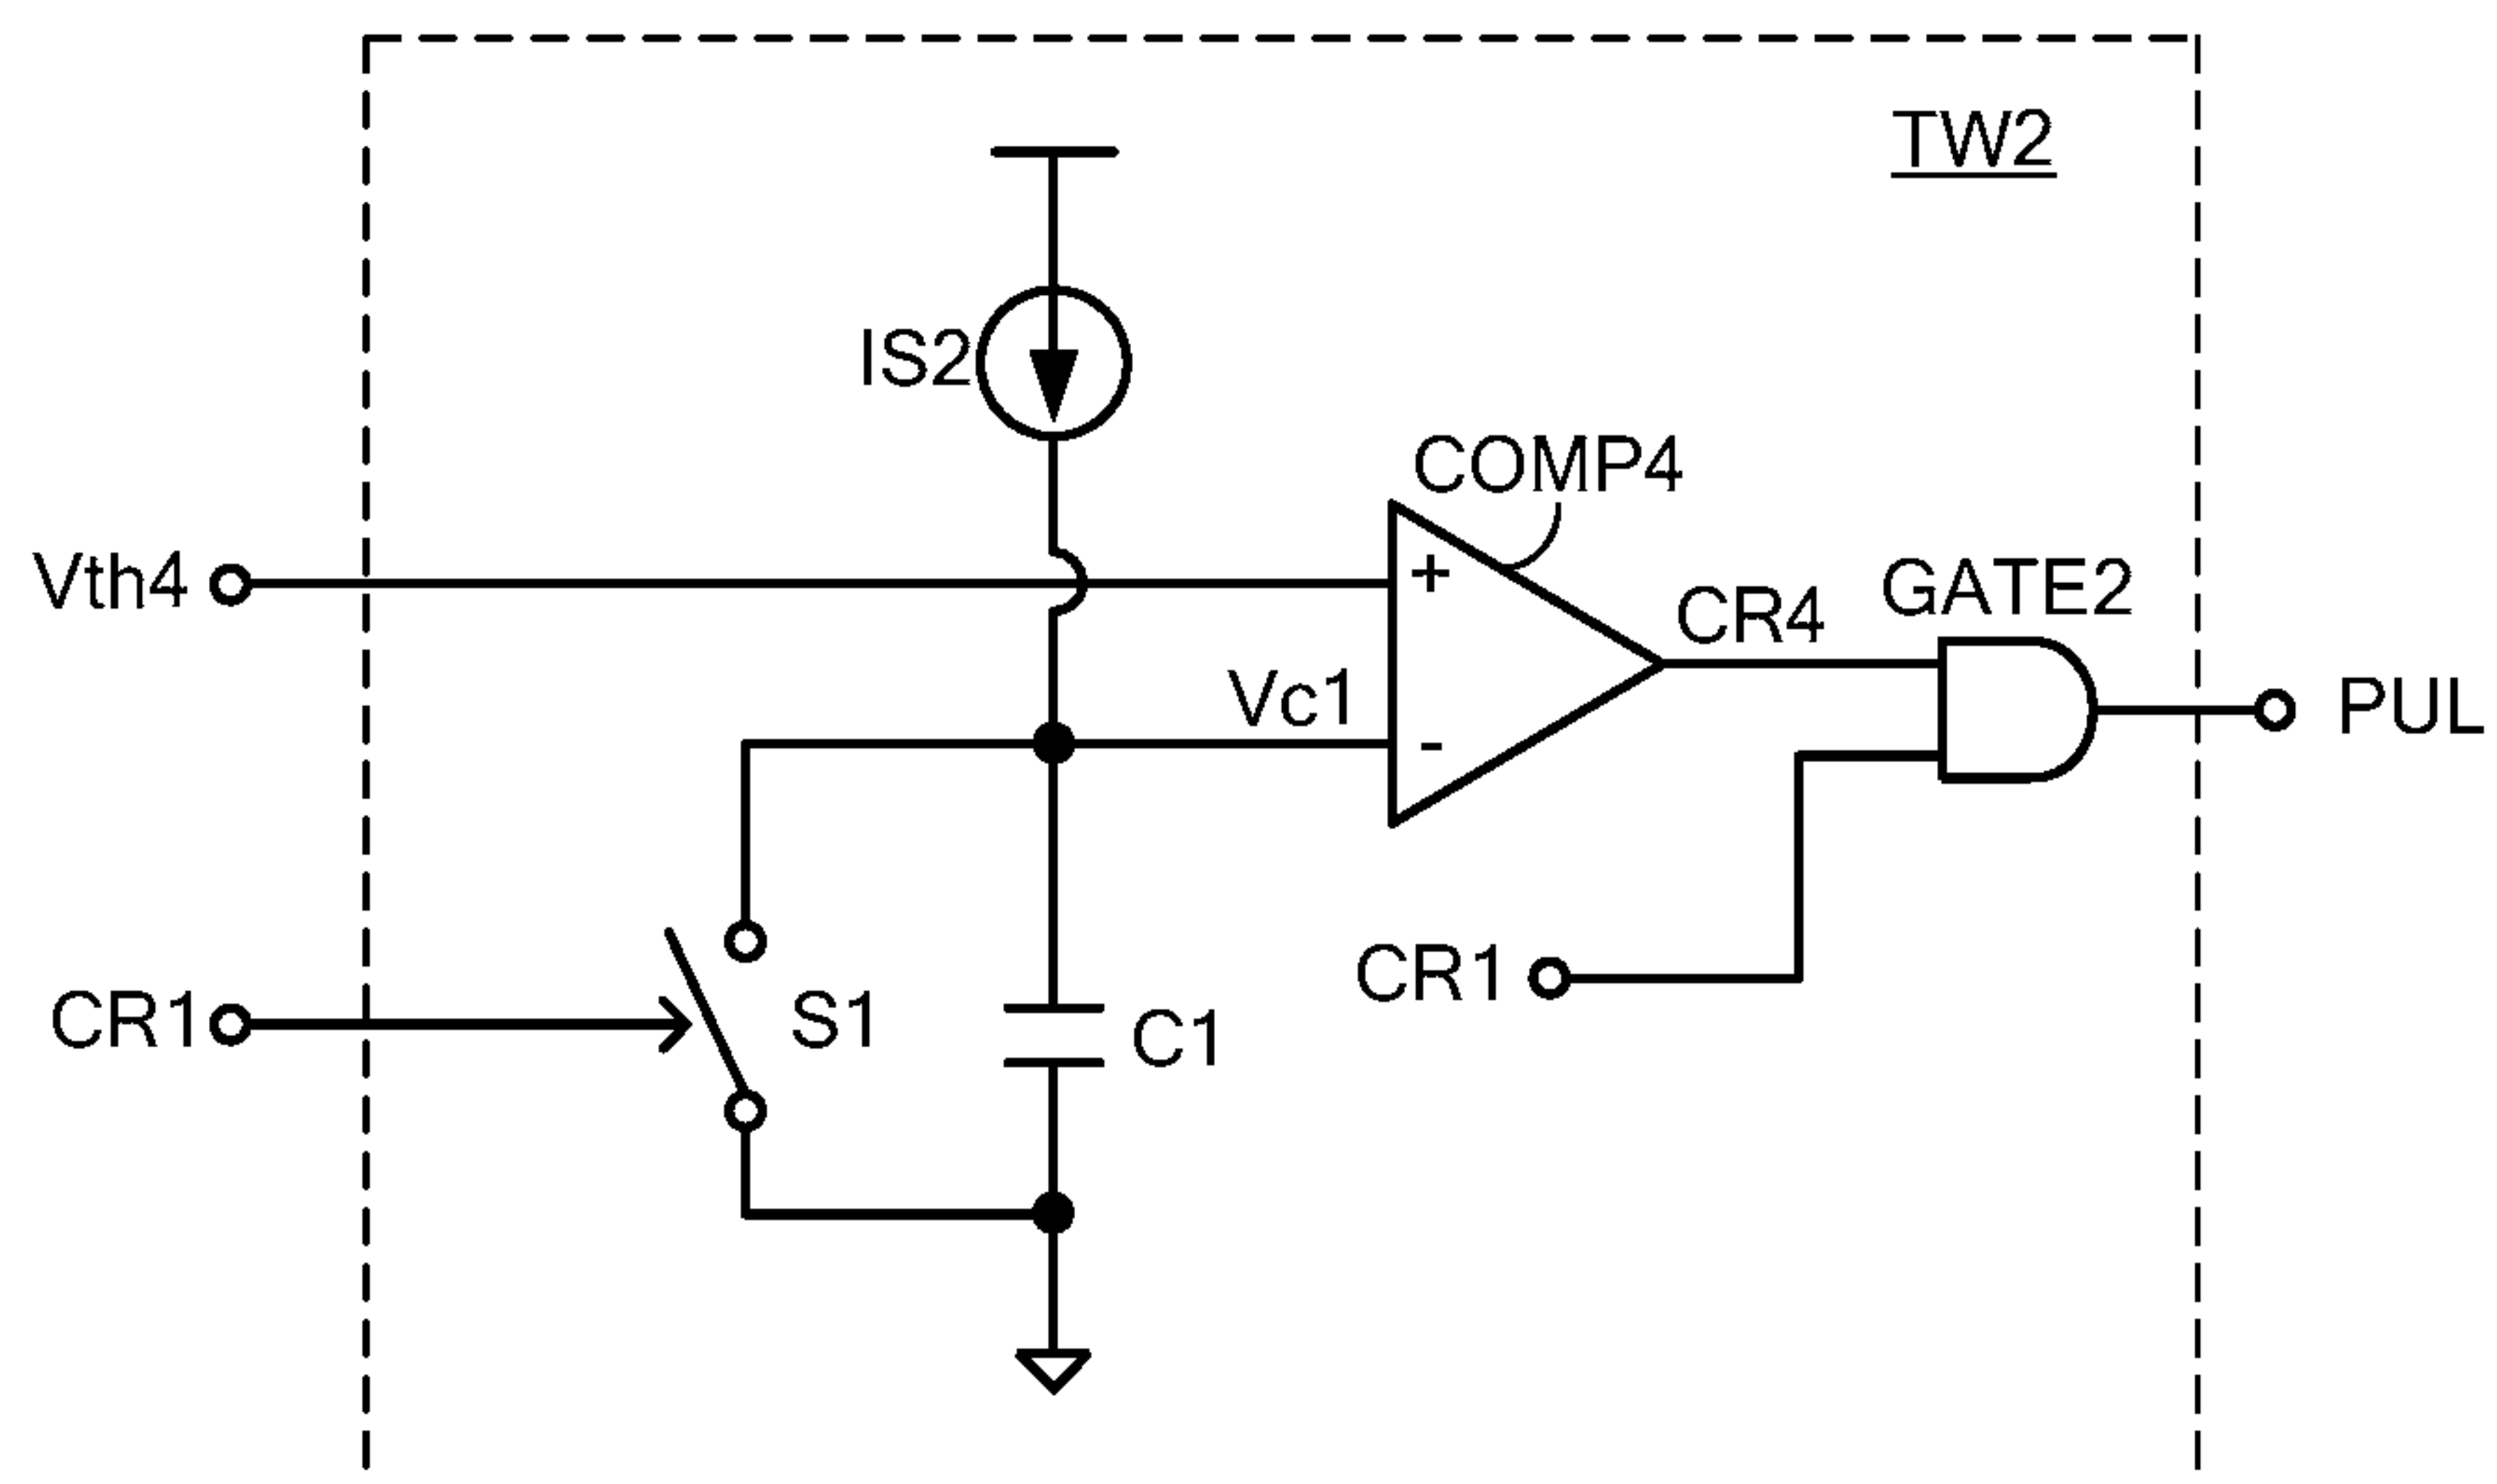 TW2
IS2
COMP4
Vth4
+
CR4
GATE2
Vc1
-
PUL
CR1
CR1
S1
C1